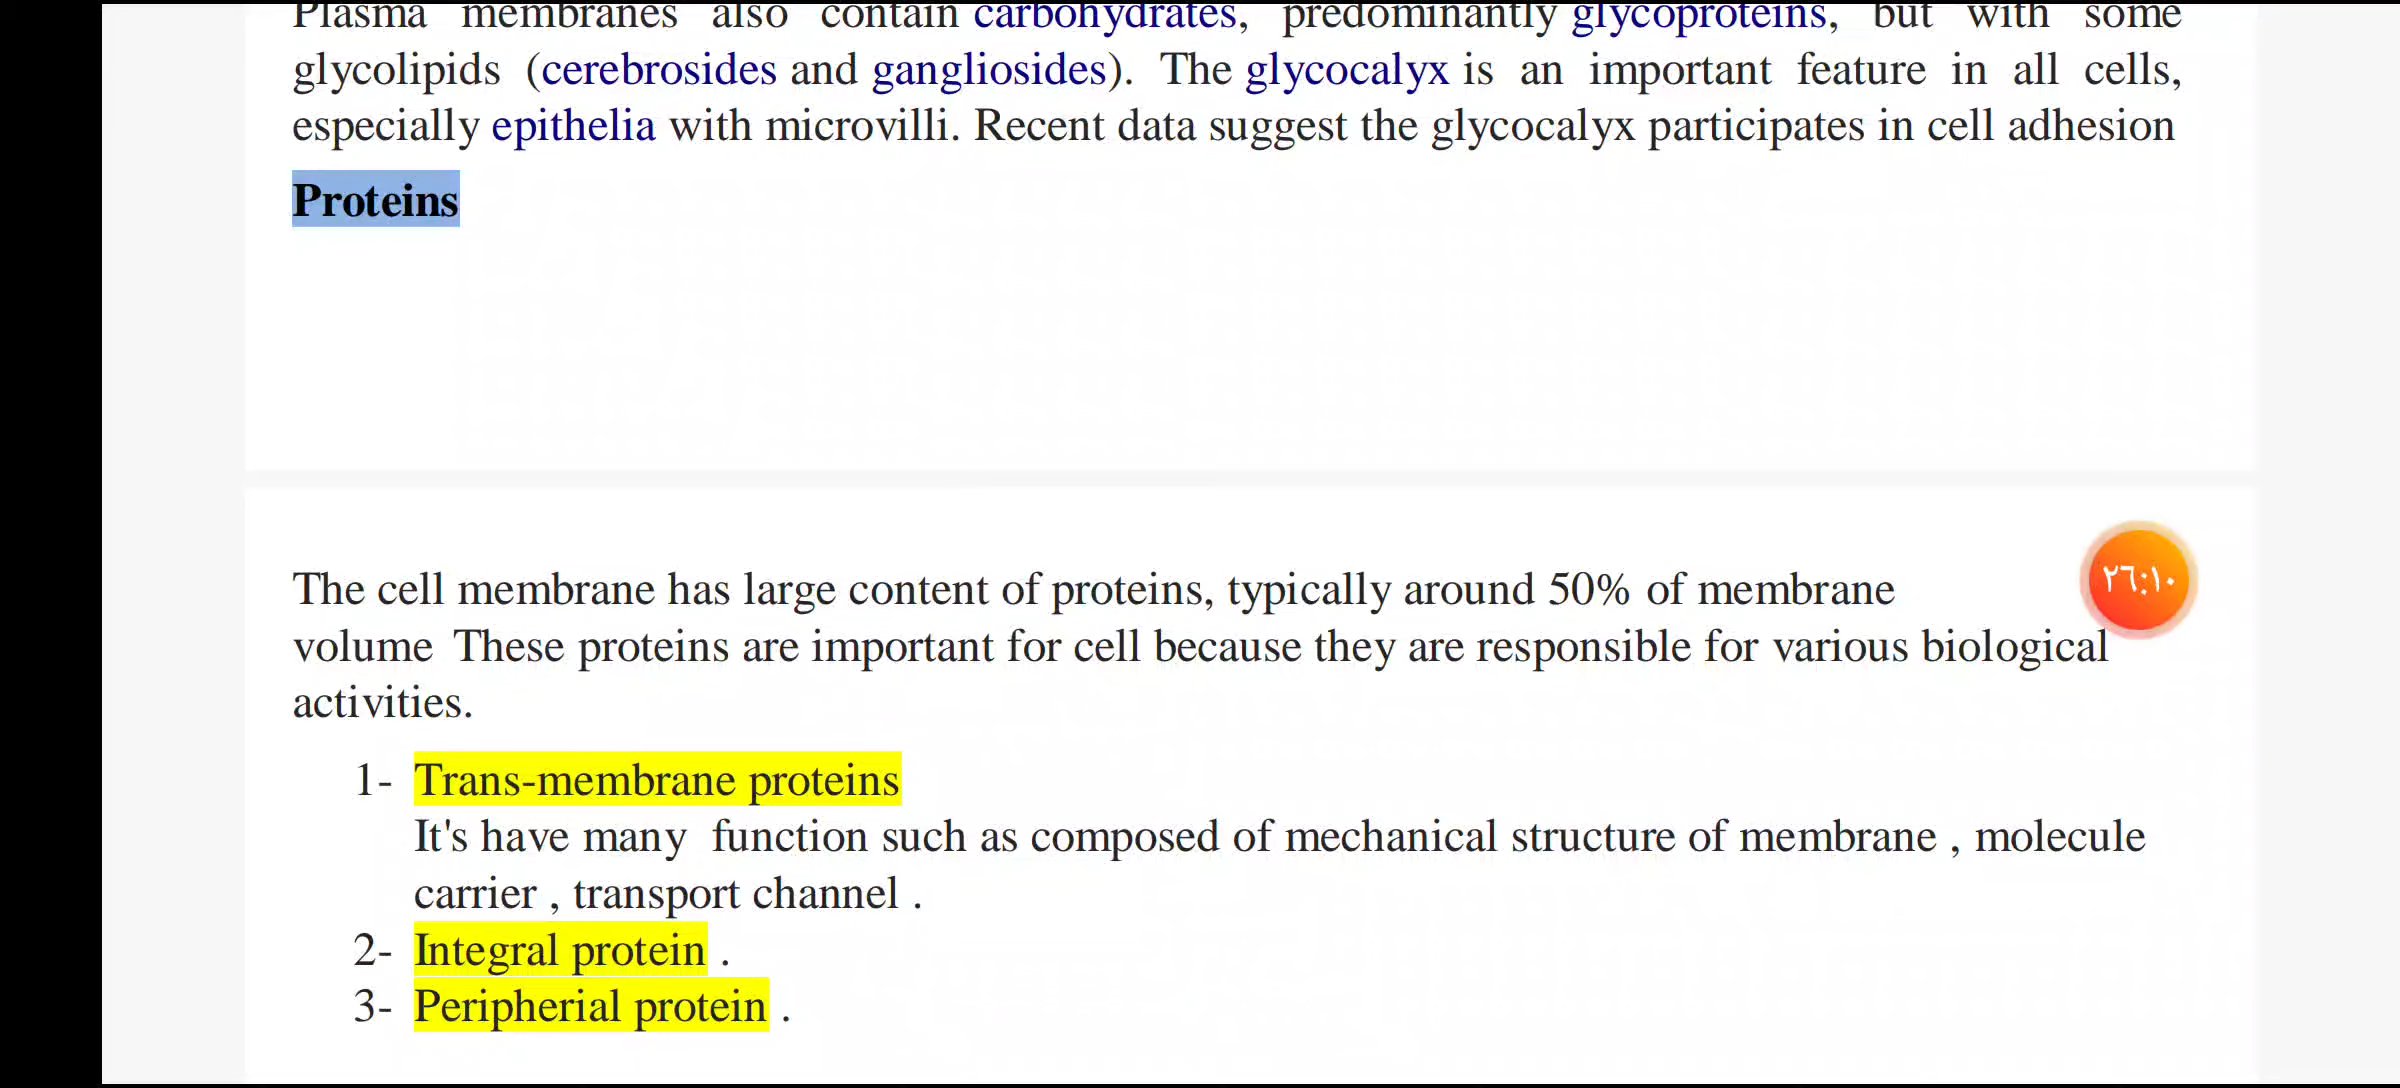 Plasma membranes also contain carbohydrates, predominantly glycoproteins, but with some
glycolipids (cerebrosides and gangliosides). The glycocalyx is an important feature in all cells,
especially epithelia with microvilli. Recent data suggest the glycocalyx participates in cell adhesion
Proteins
The cell membrane has large content of proteins, typically around 50% of membrane
٢٦:١٠
volume These proteins are important for cell because they are responsible for various biological
activities.
1- Trans-membrane proteins
It's have many function such as composed of mechanical structure of membrane , molecule
carrier , transport channel .
2- Integral protein .
3- Peripherial protein .